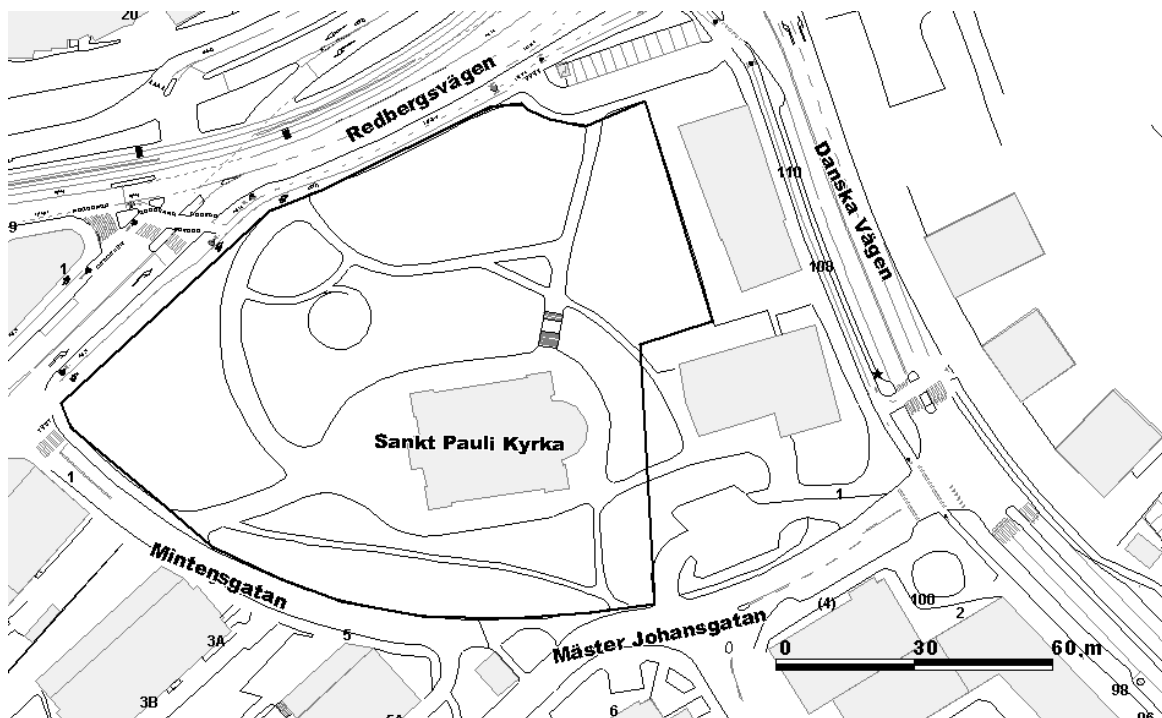 20
Redbergsvägen
Danska Vägen
110
9
1
108
Sankt Pauli Kyrka
1
1
Mintensgatan
(4)
100
2
3A
5
Mäster Johansgatan
0 30 60 m
3B
6
98